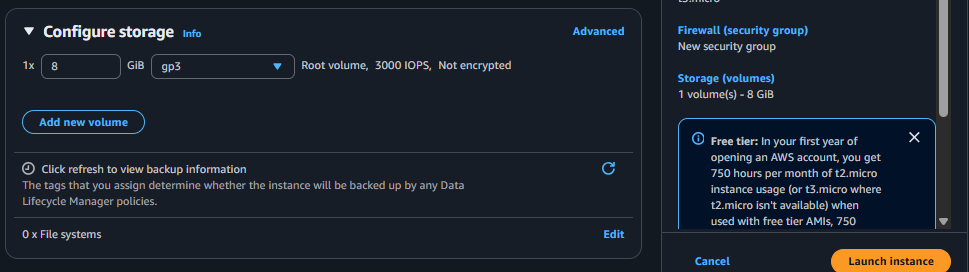 Configure storage Info Advanced
1x 8 GiB gp3 Root volume, 3000 IOPS, Not encrypted
Add new volume
Click refresh to view backup information
The tags that you assign determine whether the instance will be backed up by any Data
Lifecycle Manager policies.
0 x File systems Edit
t3.micro
Firewall (security group)
New security group
Storage (volumes)
1 volume(s) - 8 GiB
Free tier: In your first year of
opening an AWS account, you get
750 hours per month of t2.micro
instance usage (or t3.micro where
t2.micro isn't available) when
used with free tier AMIs, 750
Cancel Launch instance